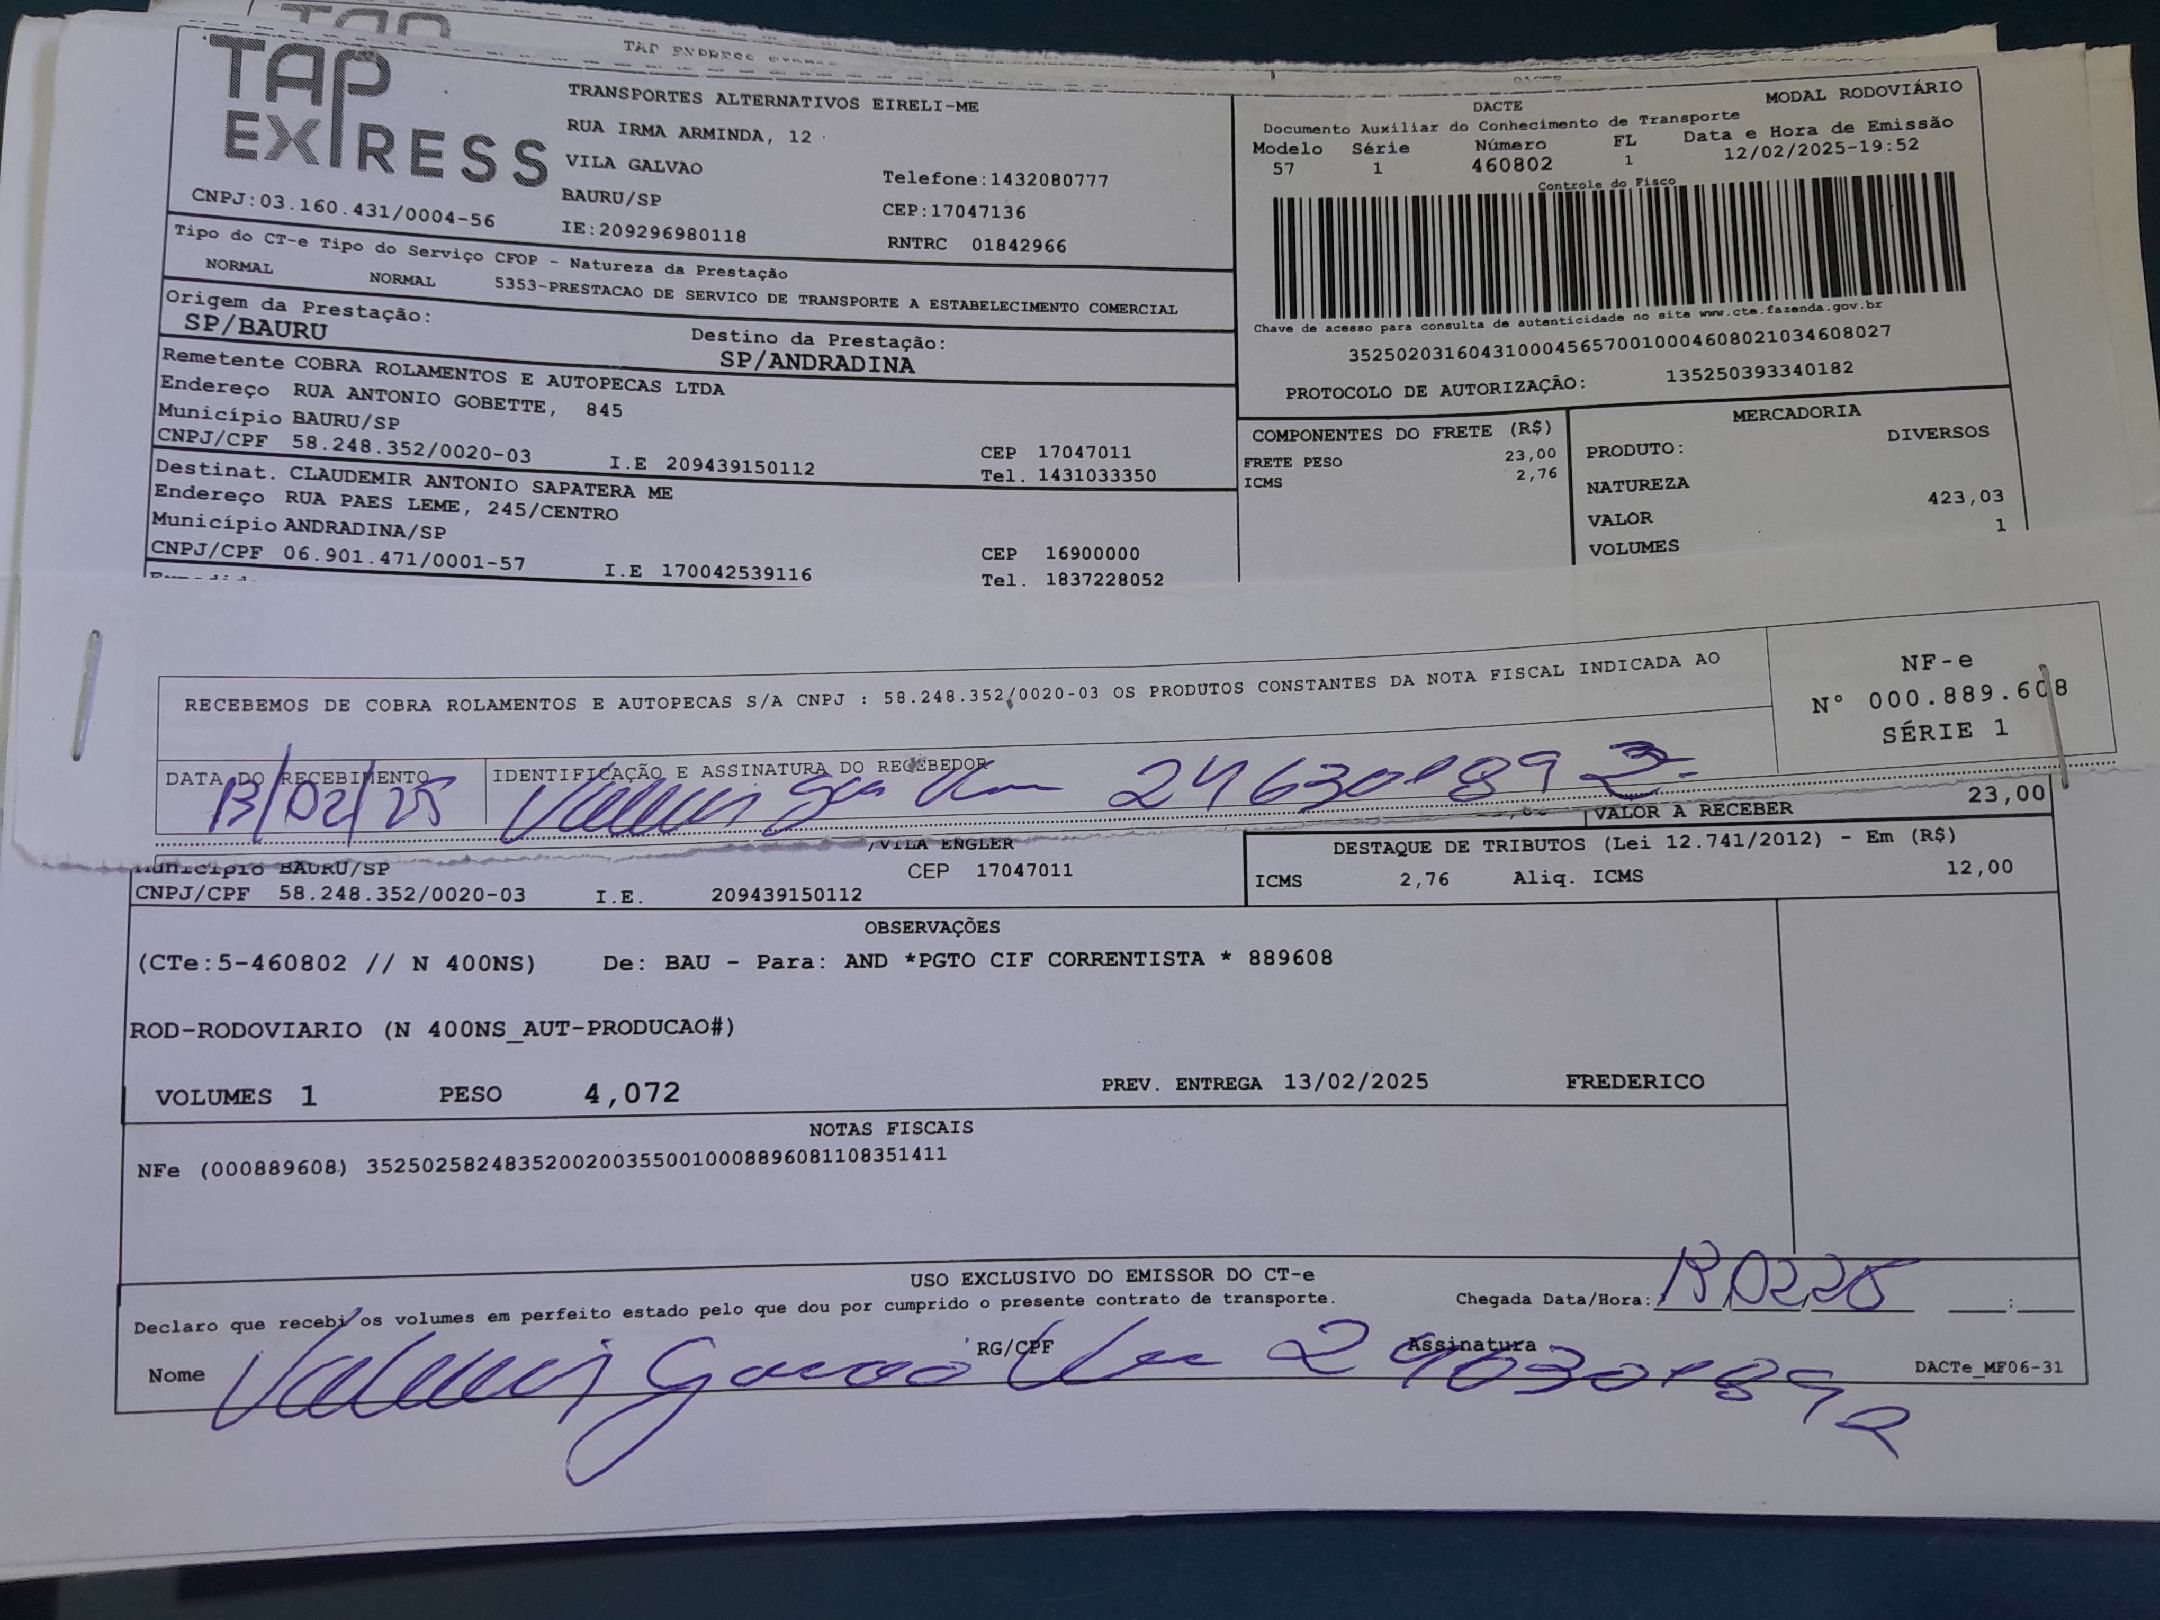 TAP
EXPRESS
TRANSPORTES ALTERNATIVOS EIRELI-ME
RUA IRMA ARMINDA, 12
VILA GALVAO
Telefone:1432080777
BAURU/SP
CEP:17047136
CNPJ:03.160.431/0004-56
IE:209296980118
RNTRC 01842966
Tipo do CT-e Tipo do Serviço CFOP - Natureza da Prestação
NORMAL NORMAL 5353-PRESTACAO DE SERVICO DE TRANSPORTE A ESTABELECIMENTO COMERCIAL
Origem da Prestação:
SP/BAURU
Destino da Prestação:
SP/ANDRADINA
Remetente COBRA ROLAMENTOS E AUTOPECAS LTDA
Endereço RUA ANTONIO GOBETTE, 845
Município BAURU/SP
CEP 17047011
CNPJ/CPF 58.248.352/0020-03 I.E 209439150112 Tel. 1431033350
Destinat. CLAUDEMIR ANTONIO SAPATERA ME
Endereço RUA PAES LEME, 245/CENTRO
Município ANDRADINA/SP
CEP 16900000
CNPJ/CPF 06.901.471/0001-57 I.E 170042539116 Tel. 1837228052
DACTE
MODAL RODOVIÁRIO
Documento Auxiliar do Conhecimento de Transporte
Modelo Série Número FL Data e Hora de Emissão
57 1 460802 1 12/02/2025-19:52
Controle do Fisco
Chave de acesso para consulta de autenticidade no site www.cte.fazenda.gov.br
35250203160431000456570010004608021034608027
PROTOCOLO DE AUTORIZAÇÃO: 135250393340182
COMPONENTES DO FRETE (R$)
FRETE PESO 23,00
ICMS 2,76
MERCADORIA
PRODUTO: DIVERSOS
NATUREZA
VALOR 423,03
VOLUMES 1
RECEBEMOS DE COBRA ROLAMENTOS E AUTOPECAS S/A CNPJ : 58.248.352/0020-03 OS PRODUTOS CONSTANTES DA NOTA FISCAL INDICADA AO
NF-e
N° 000.889.608
SÉRIE 1
DATA DO RECEBIMENTO
IDENTIFICAÇÃO E ASSINATURA DO RECEBEDOR
13/02/25
VALOR A RECEBER 23,00
/VILA ENGLER
Município BAURU/SP
CEP 17047011
CNPJ/CPF 58.248.352/0020-03 I.E. 209439150112
DESTAQUE DE TRIBUTOS (Lei 12.741/2012) - Em (R$)
ICMS 2,76 Aliq. ICMS 12,00
OBSERVAÇÕES
(CTe:5-460802 // N 400NS) De: BAU - Para: AND *PGTO CIF CORRENTISTA * 889608
ROD-RODOVIARIO (N 400NS_AUT-PRODUCAO#)
VOLUMES 1 PESO 4,072 PREV. ENTREGA 13/02/2025 FREDERICO
NOTAS FISCAIS
NFe (000889608) 35250258248352002003550010008896081108351411
USO EXCLUSIVO DO EMISSOR DO CT-e
Declaro que recebi os volumes em perfeito estado pelo que dou por cumprido o presente contrato de transporte.
Chegada Data/Hora: 13 02 25 :
Nome
RG/CPF
Assinatura
DACTe_MF06-31